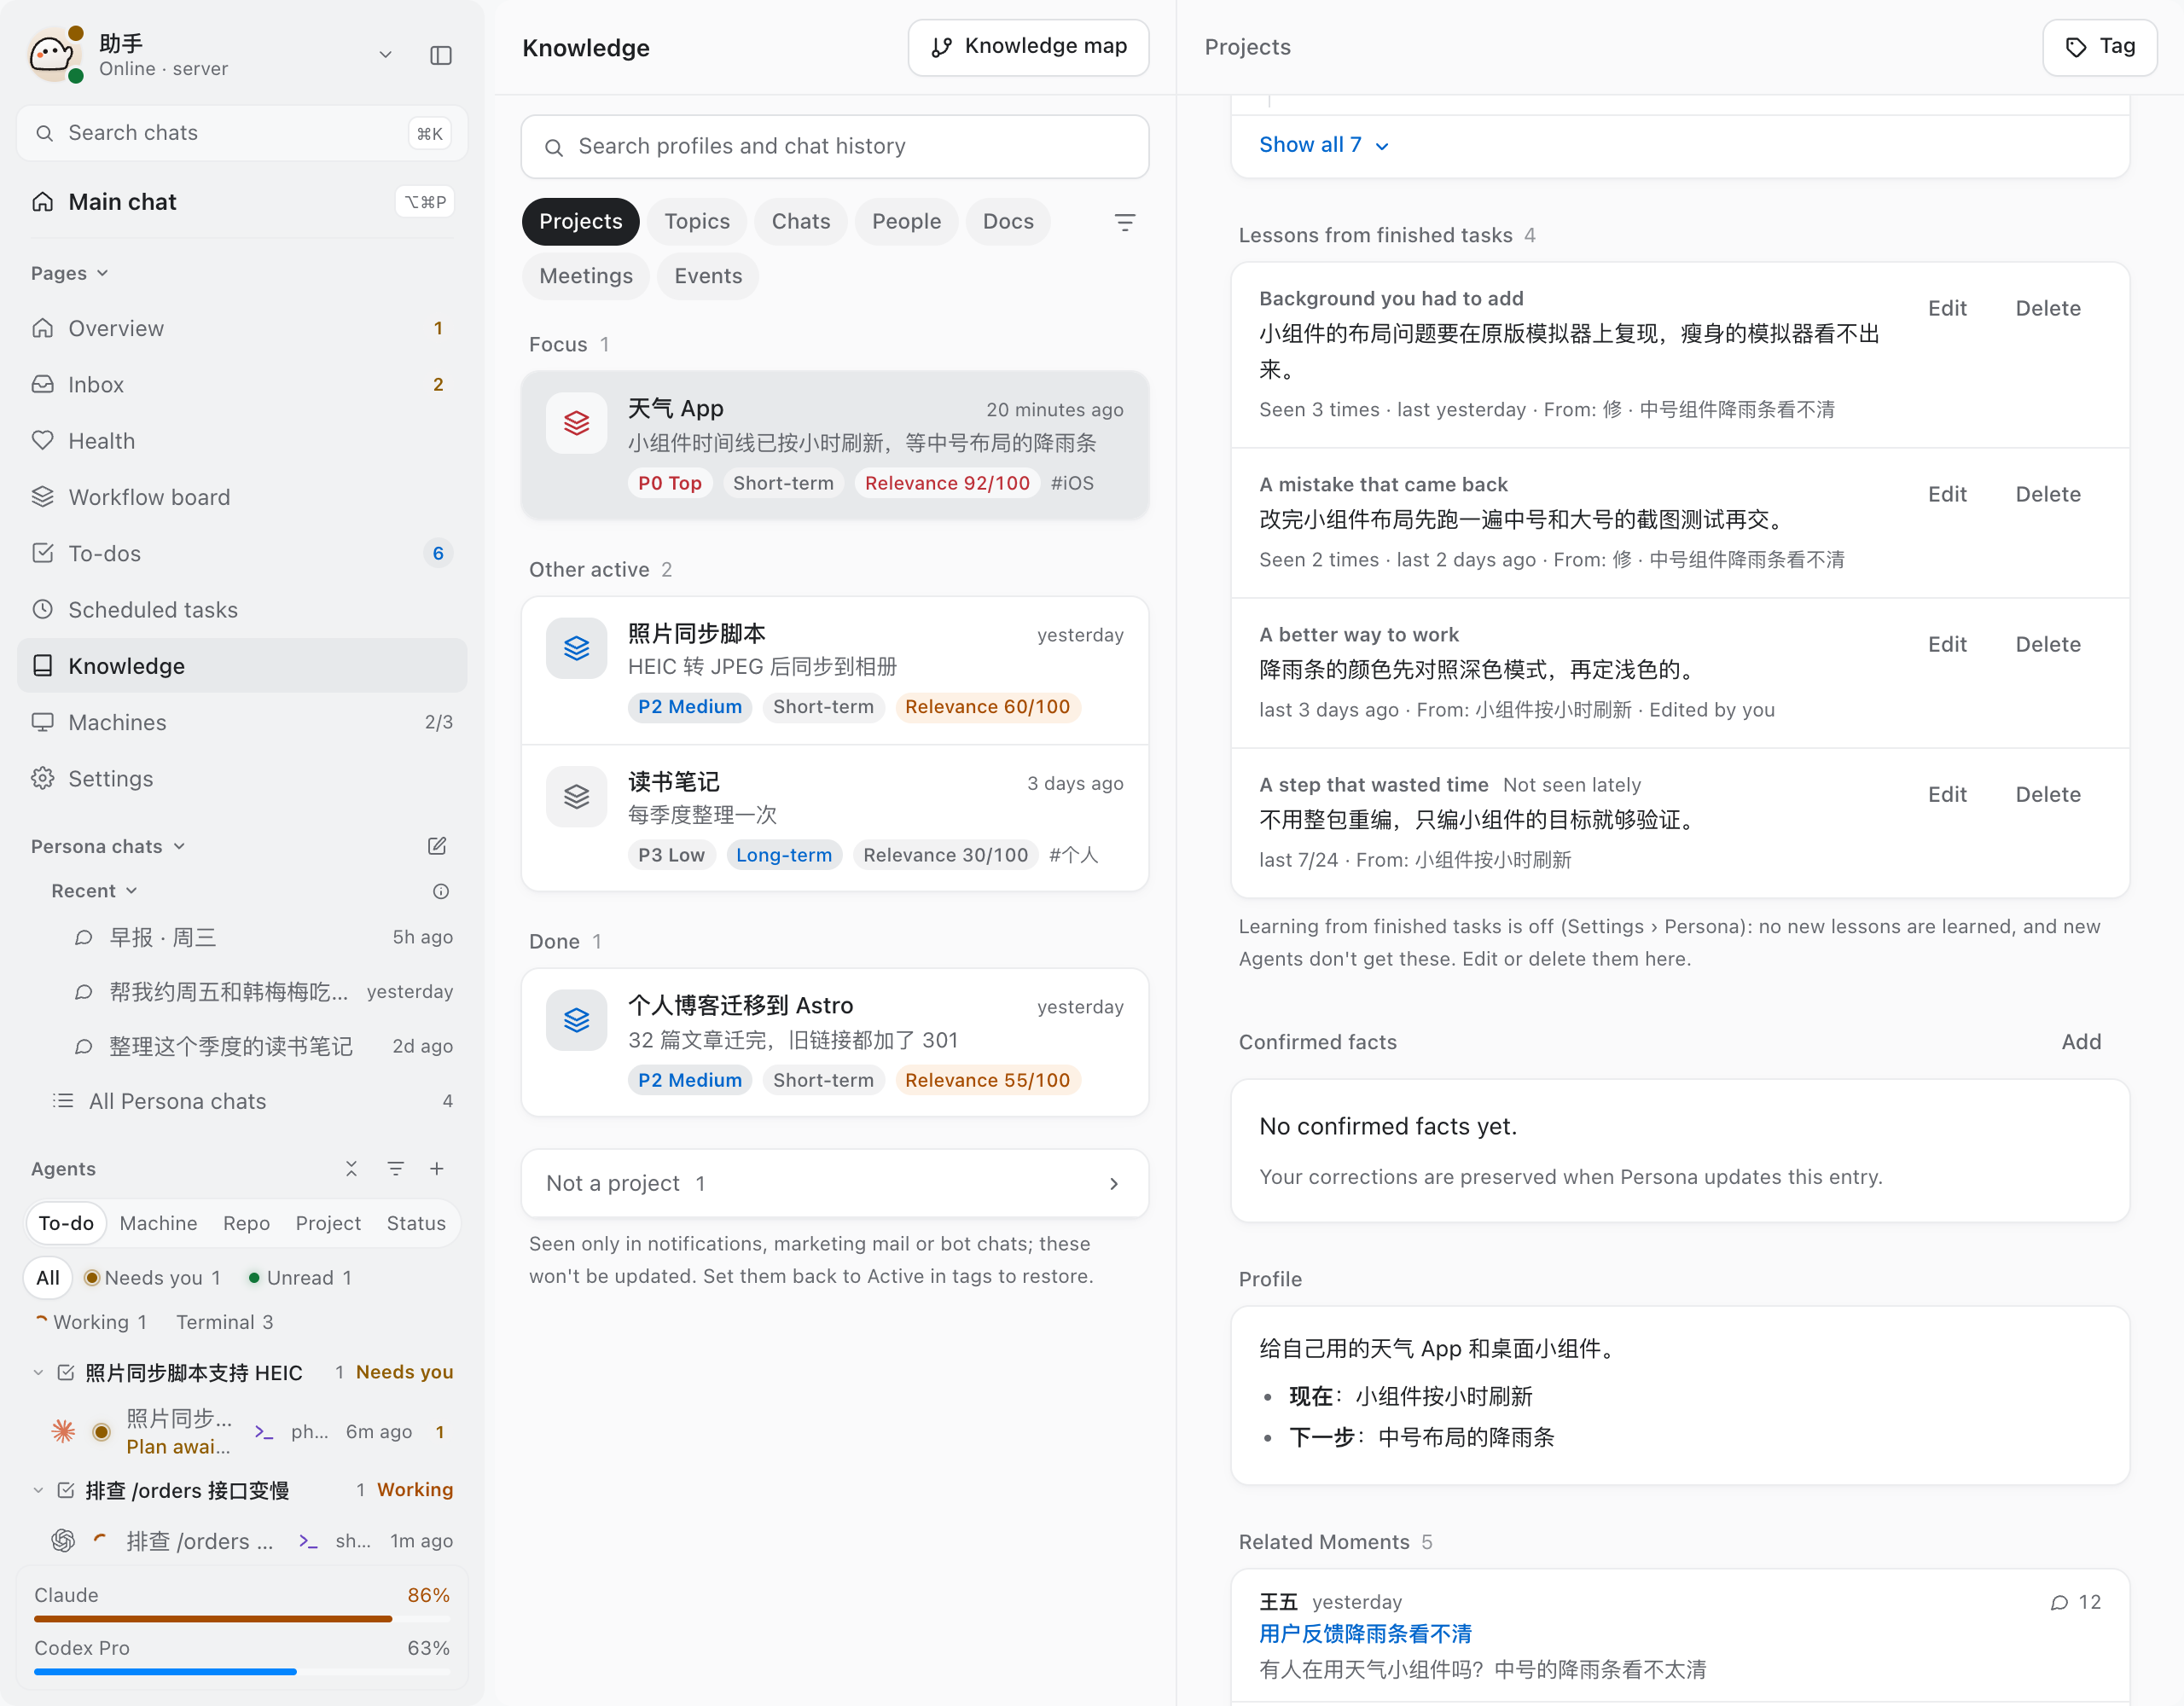 助手
Online · server
Search chats
⌘K
Main chat
⌥⌘P
Pages
Overview
1
Inbox
2
Health
Workflow board
To-dos
6
Scheduled tasks
Knowledge
Machines
2/3
Settings
Persona chats
Recent
早报 · 周三
5h ago
帮我约周五和韩梅梅吃...
yesterday
整理这个季度的读书笔记
2d ago
All Persona chats
4
Agents
To-do
Machine
Repo
Project
Status
All
Needs you 1
Unread 1
Working 1
Terminal 3
照片同步脚本支持 HEIC
1 Needs you
照片同步...
Plan awai...
ph...
6m ago
1
排查 /orders 接口变慢
1 Working
排查 /orders ...
sh...
1m ago
Claude
86%
Codex Pro
63%
Knowledge
Knowledge map
Search profiles and chat history
Projects
Topics
Chats
People
Docs
Meetings
Events
Focus 1
天气 App
20 minutes ago
小组件时间线已按小时刷新，等中号布局的降雨条
P0 Top
Short-term
Relevance 92/100
#iOS
Other active 2
照片同步脚本
yesterday
HEIC 转 JPEG 后同步到相册
P2 Medium
Short-term
Relevance 60/100
读书笔记
3 days ago
每季度整理一次
P3 Low
Long-term
Relevance 30/100
#个人
Done 1
个人博客迁移到 Astro
yesterday
32 篇文章迁完，旧链接都加了 301
P2 Medium
Short-term
Relevance 55/100
Not a project 1
Seen only in notifications, marketing mail or bot chats; these
won't be updated. Set them back to Active in tags to restore.
Projects
Tag
Show all 7
Lessons from finished tasks 4
Background you had to add
Edit
Delete
小组件的布局问题要在原版模拟器上复现，瘦身的模拟器看不出
来。
Seen 3 times · last yesterday · From: 修 · 中号组件降雨条看不清
A mistake that came back
Edit
Delete
改完小组件布局先跑一遍中号和大号的截图测试再交。
Seen 2 times · last 2 days ago · From: 修 · 中号组件降雨条看不清
A better way to work
Edit
Delete
降雨条的颜色先对照深色模式，再定浅色的。
last 3 days ago · From: 小组件按小时刷新 · Edited by you
A step that wasted time Not seen lately
Edit
Delete
不用整包重编，只编小组件的目标就够验证。
last 7/24 · From: 小组件按小时刷新
Learning from finished tasks is off (Settings › Persona): no new lessons are learned, and new
Agents don't get these. Edit or delete them here.
Confirmed facts
Add
No confirmed facts yet.
Your corrections are preserved when Persona updates this entry.
Profile
给自己用的天气 App 和桌面小组件。
• 现在：小组件按小时刷新
• 下一步：中号布局的降雨条
Related Moments 5
王五 yesterday
12
用户反馈降雨条看不清
有人在用天气小组件吗？中号的降雨条看不太清